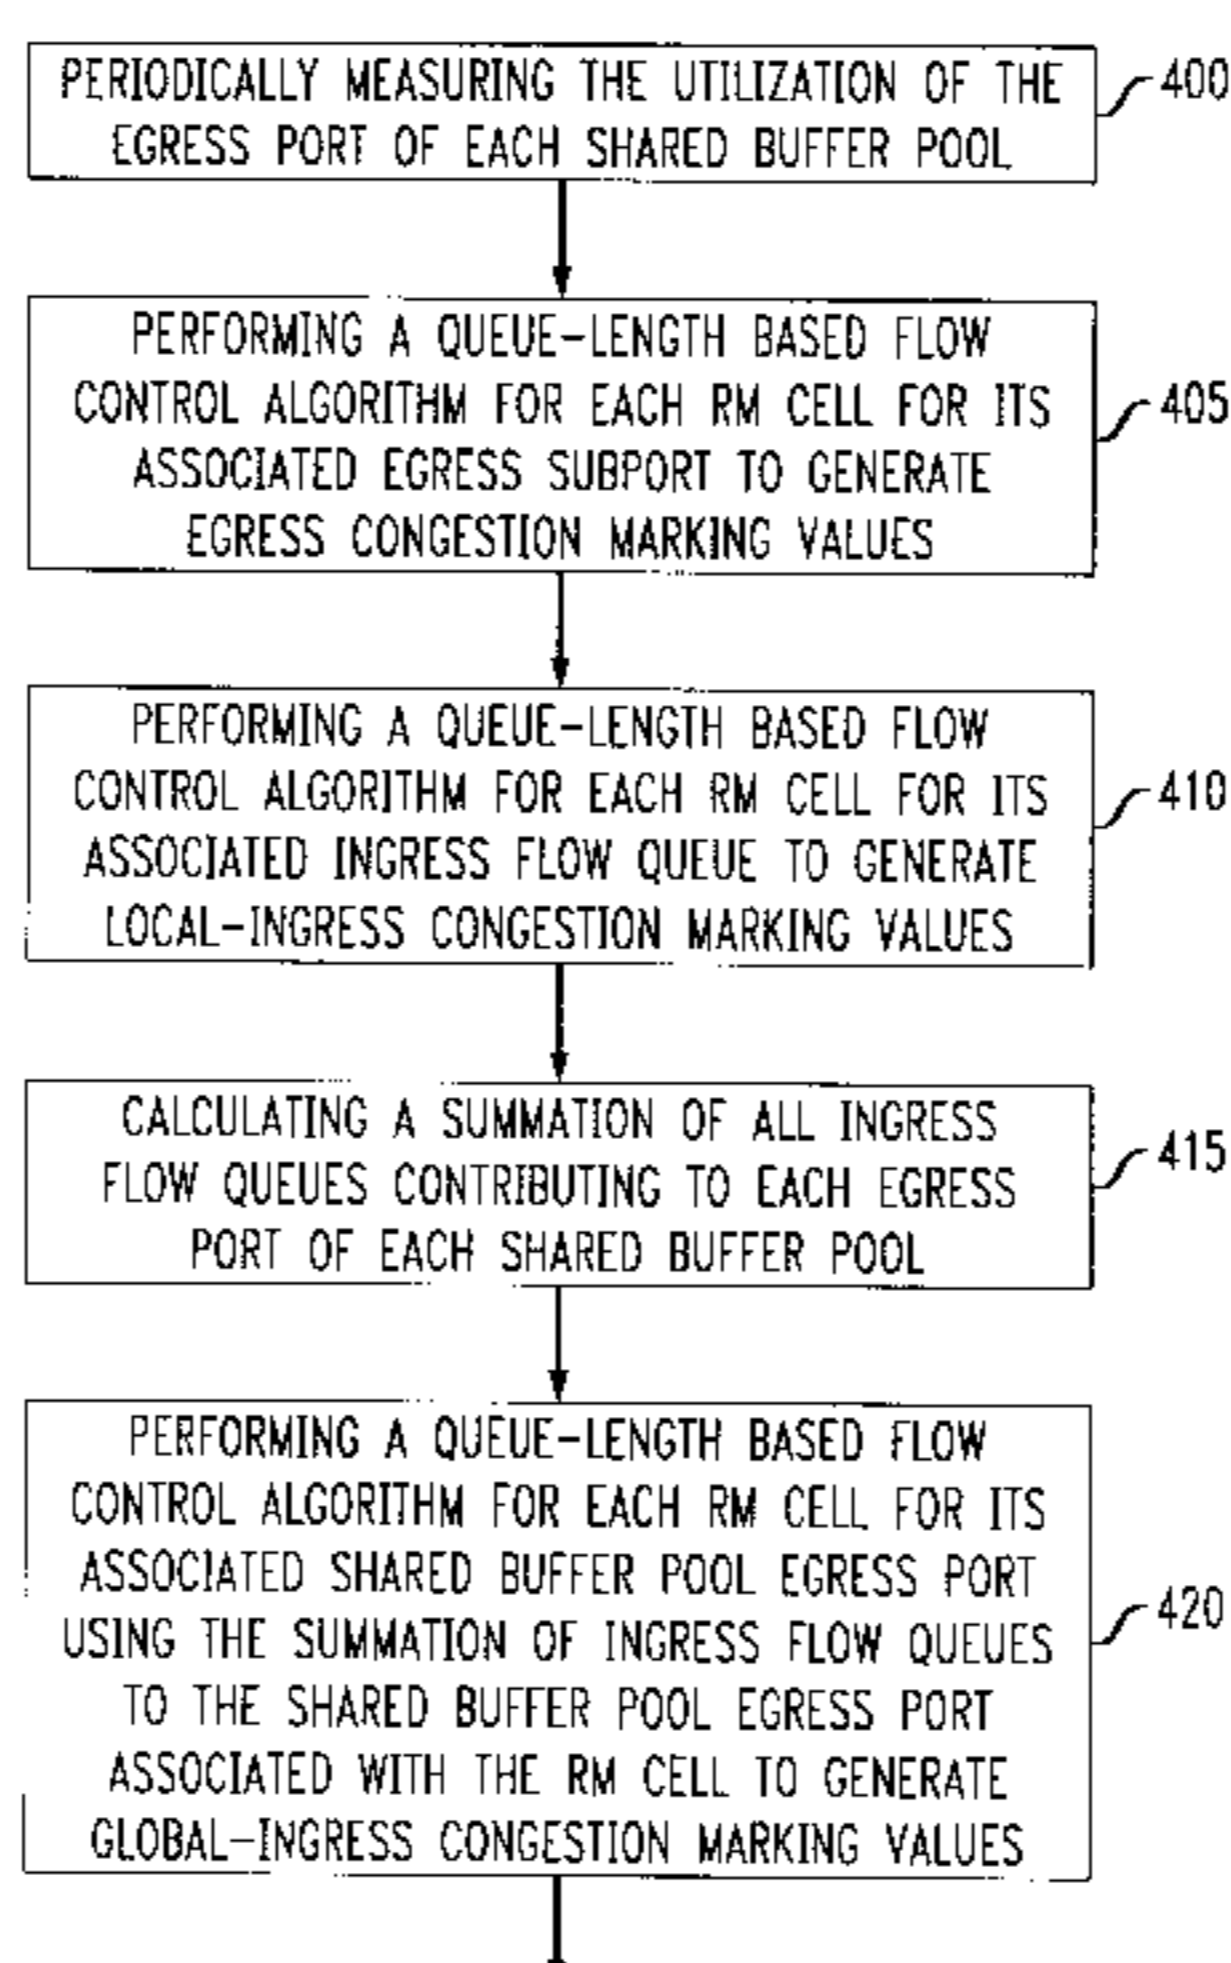 PERIODICALLY MEASURING THE UTILIZATION OF THE
EGRESS PORT OF EACH SHARED BUFFER POOL
400
PERFORMING A QUEUE-LENGTH BASED FLOW
CONTROL ALGORITHM FOR EACH RM CELL FOR ITS
ASSOCIATED EGRESS SUBPORT TO GENERATE
EGRESS CONGESTION MARKING VALUES
405
PERFORMING A QUEUE-LENGTH BASED FLOW
CONTROL ALGORITHM FOR EACH RM CELL FOR ITS
ASSOCIATED INGRESS FLOW QUEUE TO GENERATE
LOCAL-INGRESS CONGESTION MARKING VALUES
410
CALCULATING A SUMMATION OF ALL INGRESS
FLOW QUEUES CONTRIBUTING TO EACH EGRESS
PORT OF EACH SHARED BUFFER POOL
415
PERFORMING A QUEUE-LENGTH BASED FLOW
CONTROL ALGORITHM FOR EACH RM CELL FOR ITS
ASSOCIATED SHARED BUFFER POOL EGRESS PORT
USING THE SUMMATION OF INGRESS FLOW QUEUES
TO THE SHARED BUFFER POOL EGRESS PORT
ASSOCIATED WITH THE RM CELL TO GENERATE
GLOBAL-INGRESS CONGESTION MARKING VALUES
420